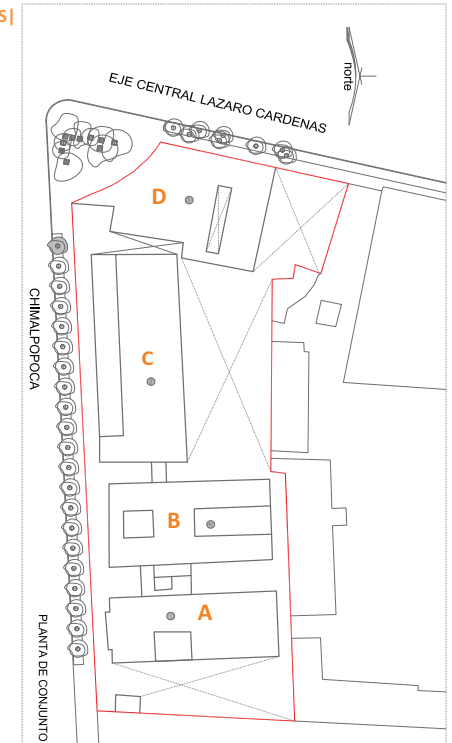 S|
norte
EJE CENTRAL LAZARO CARDENAS
D
CHIMALPOPOCA
C
B
A
PLANTA DE CONJUNTO